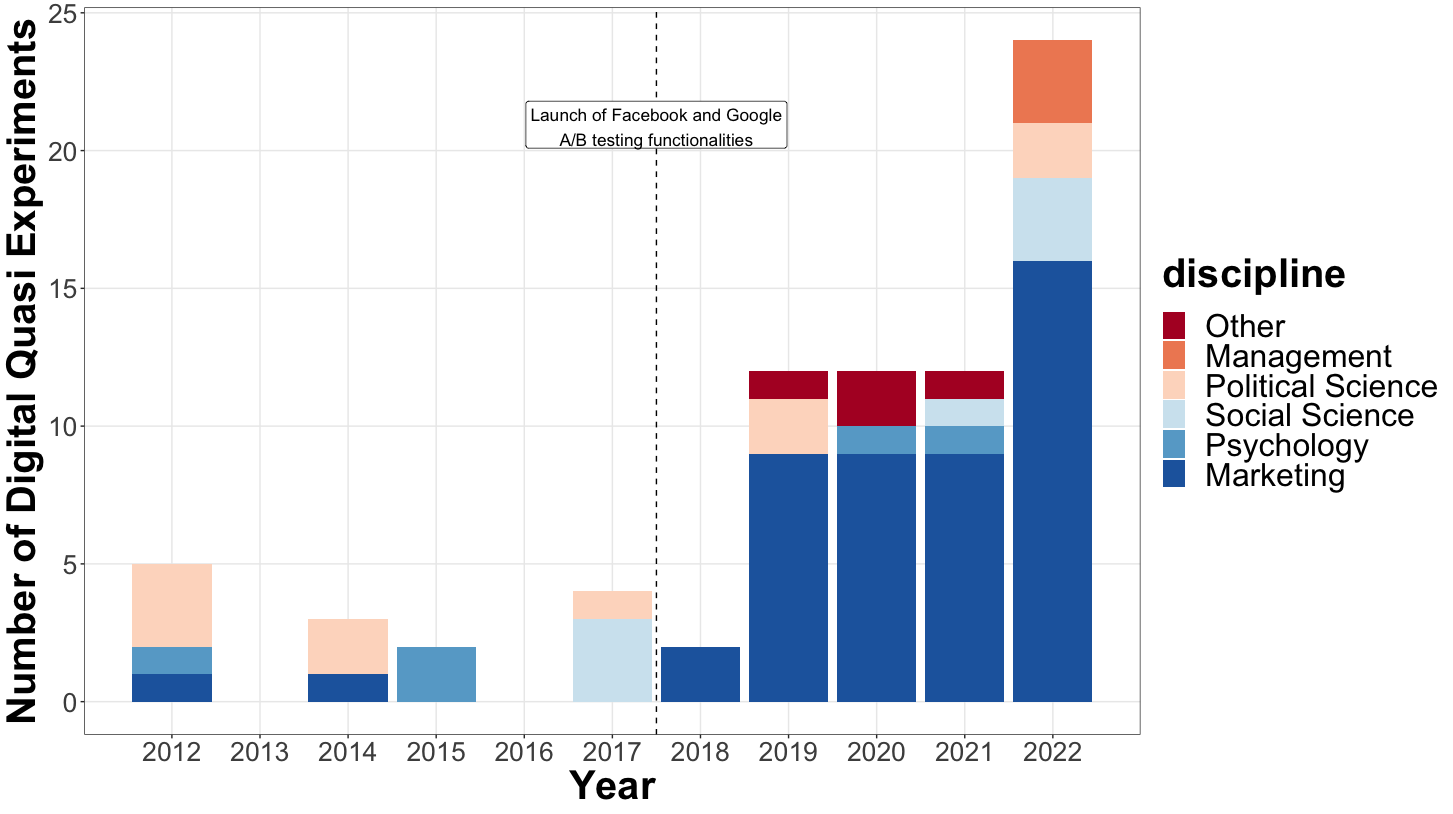 Number of Digital Quasi Experiments
25
20
15
10
5
0
Launch of Facebook and Google
A/B testing functionalities
2012 2013 2014 2015 2016 2017 2018 2019 2020 2021 2022
Year
discipline
Other
Management
Political Science
Social Science
Psychology
Marketing